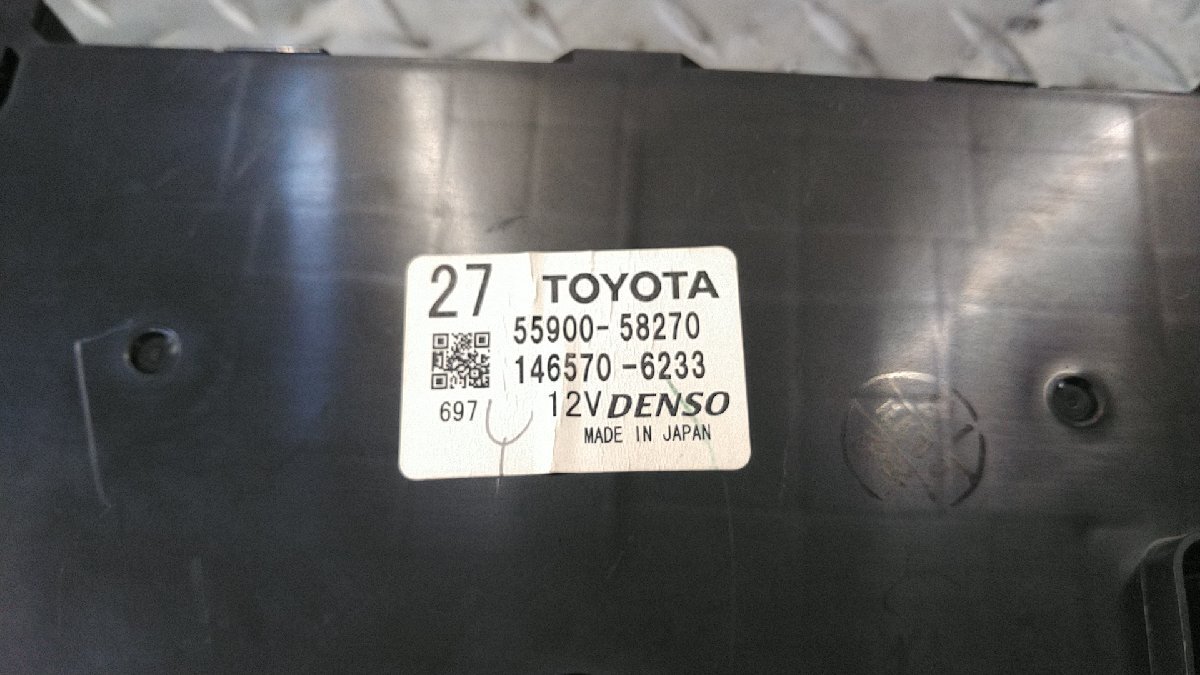 27 TOYOTA
55900-58270
146570-6233
697 12V DENSO
MADE IN JAPAN